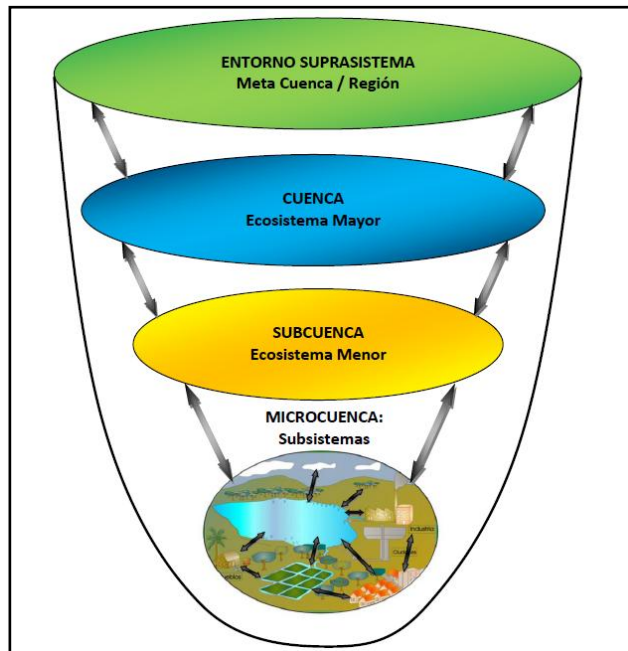 ENTORNO SUPRASISTEMA
Meta Cuenca / Región
CUENCA
Ecosistema Mayor
SUBCUENCA
Ecosistema Menor
MICROCUENCA:
Subsistemas
Industria